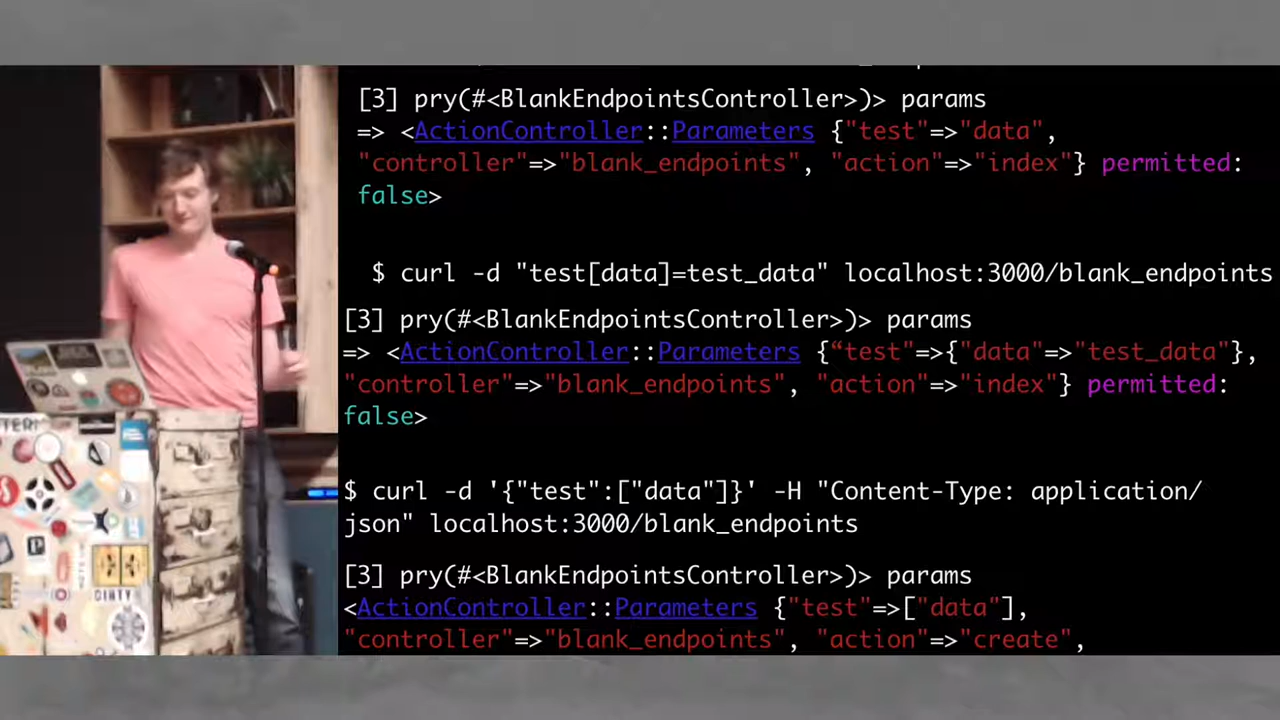 [3] pry(#<BlankEndpointsController>)> params
=> <ActionController::Parameters {"test"=>"data",
"controller"=>"blank_endpoints", "action"=>"index"} permitted:
false>
$ curl -d "test[data]=test_data" localhost:3000/blank_endpoints
[3] pry(#<BlankEndpointsController>)> params
=> <ActionController::Parameters {“test"=>{"data"=>"test_data"},
"controller"=>"blank_endpoints", "action"=>"index"} permitted:
false>
$ curl -d '{"test":["data"]}' -H "Content-Type: application/
json" localhost:3000/blank_endpoints
[3] pry(#<BlankEndpointsController>)> params
<ActionController::Parameters {"test"=>["data"],
"controller"=>"blank_endpoints", "action"=>"create",